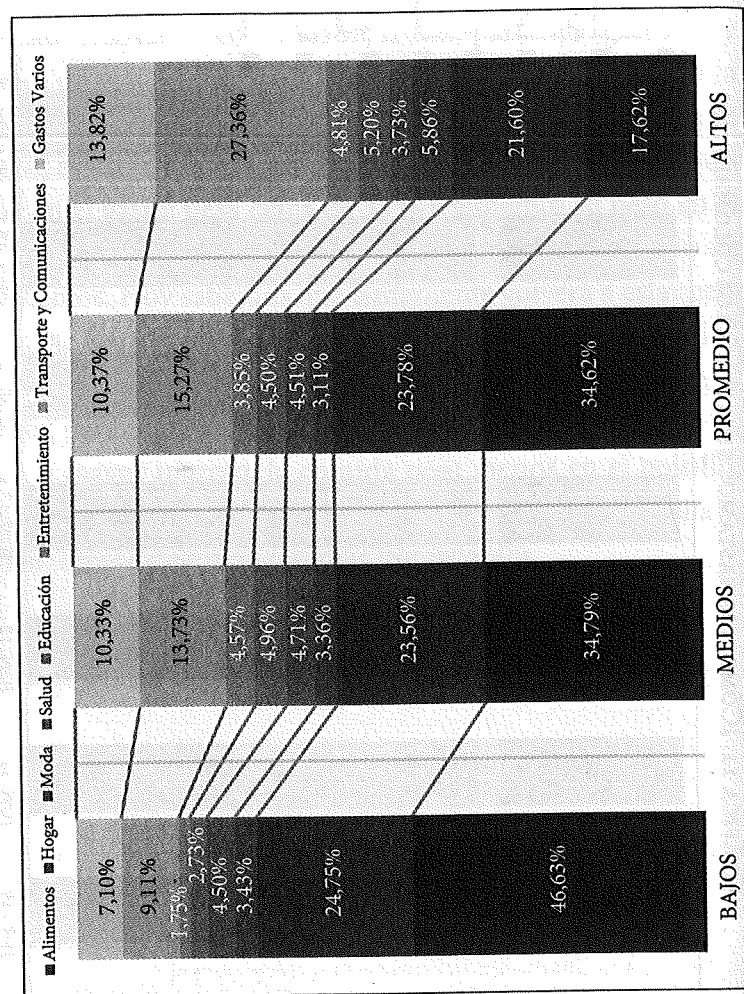 ■ Alimentos ■ Hogar ■ Moda ■ Salud ■ Educación ■ Entretenimiento ■ Transporte y Comunicaciones ■ Gastos Varios
7,10% 10,33% 10,37% 13,82%
9,11% 13,73% 15,27% 27,36%
1,75% 4,57% 3,85% 4,81%
2,73% 4,96% 4,50% 5,20%
4,50% 4,71% 4,51% 3,73%
3,43% 3,36% 3,11% 5,86%
24,75% 23,56% 23,78% 21,60%
46,63% 34,79% 34,62% 17,62%
BAJOS MEDIOS PROMEDIO ALTOS